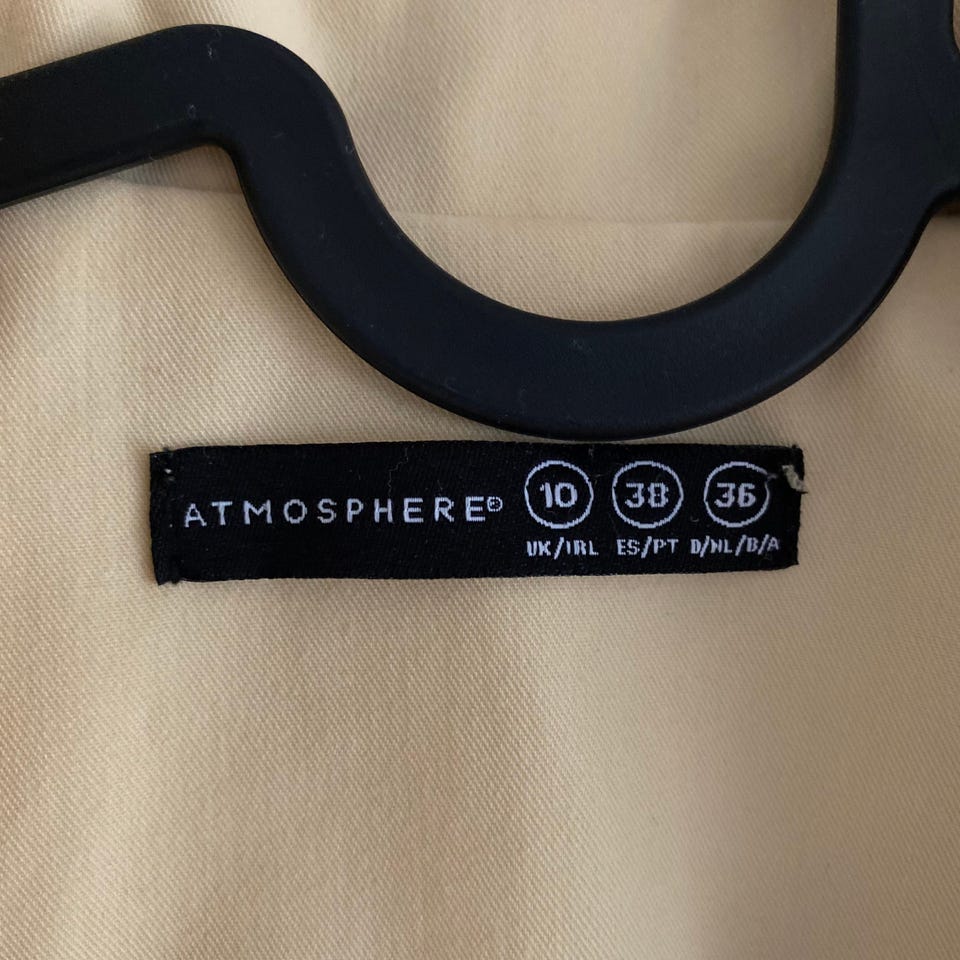 ATMOSPHERE® 10 38 36
UK/IRL ES/PT D/NL/B/A